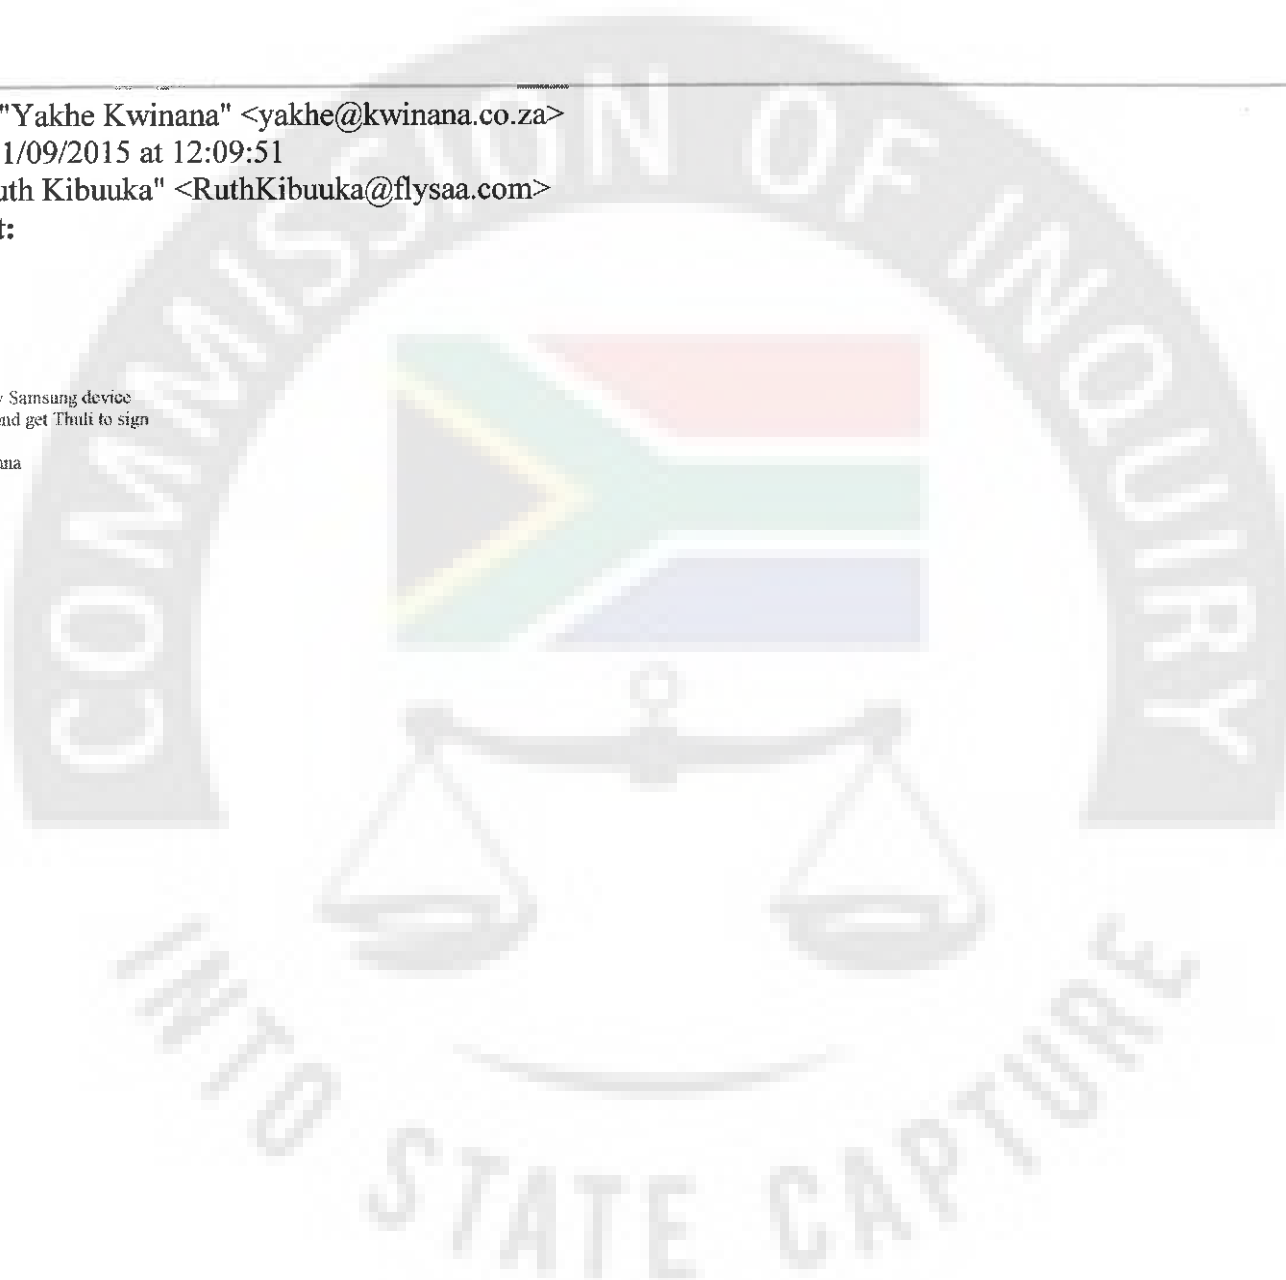 "Yakhe Kwinana" <yakhe@kwinana.co.za>
1/09/2015 at 12:09:51
uth Kibuuka" <RuthKibuuka@flysaa.com>
t:
Samsung device
nd get Thuli to sign
na
COMMISSION OF INQUIRY
INTO STATE CAPTURE